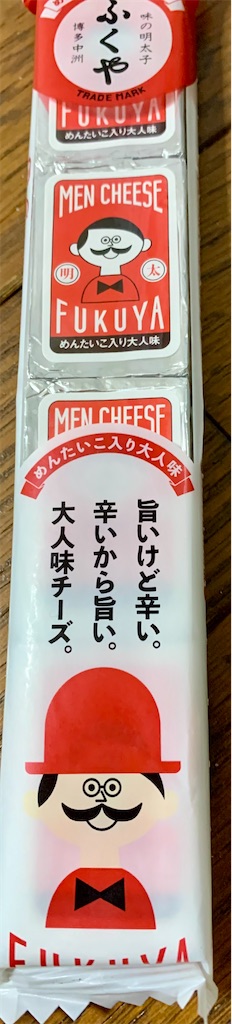 味の明太子
ふくや
博多中洲
TRADE MARK
FUKUYA
めんたいこ入り大人味
MEN CHEESE
明 太
FUKUYA
めんたいこ入り大人味
MEN CHEESE
めんたいこ入り大人味
旨いけど辛い。
辛いから旨い。
大人味チーズ。
FUKUYA